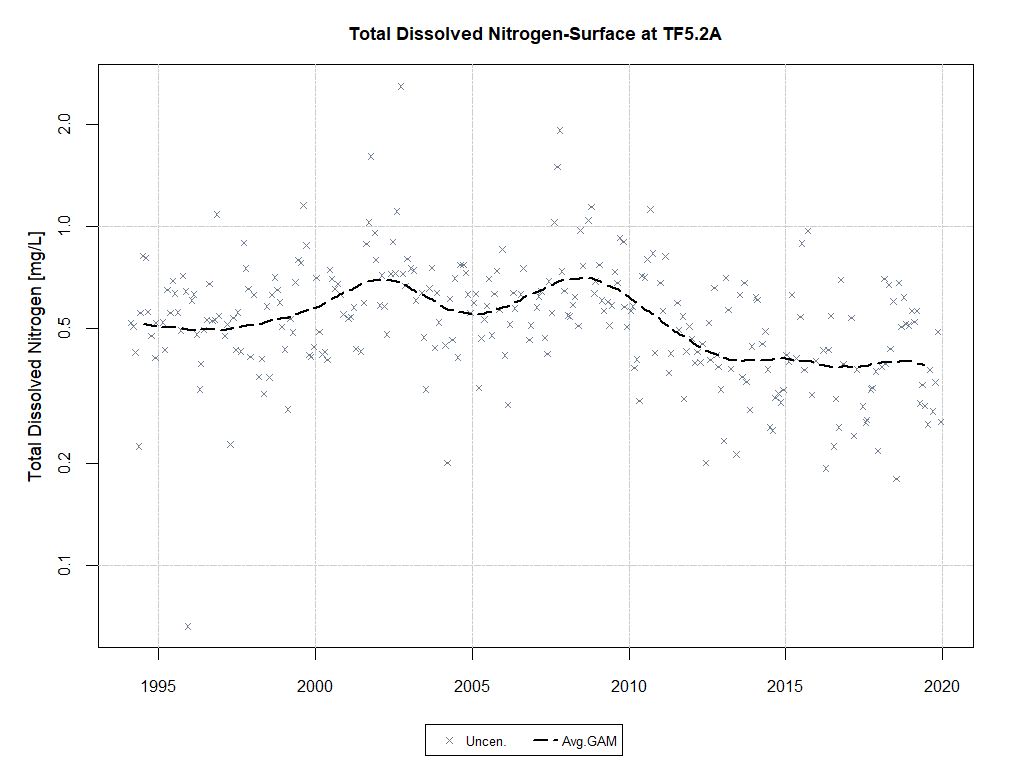 Total Dissolved Nitrogen-Surface at TF5.2A
Total Dissolved Nitrogen [mg/L]
2.0
1.0
0.5
0.2
0.1
1995 2000 2005 2010 2015 2020
Uncen. Avg.GAM